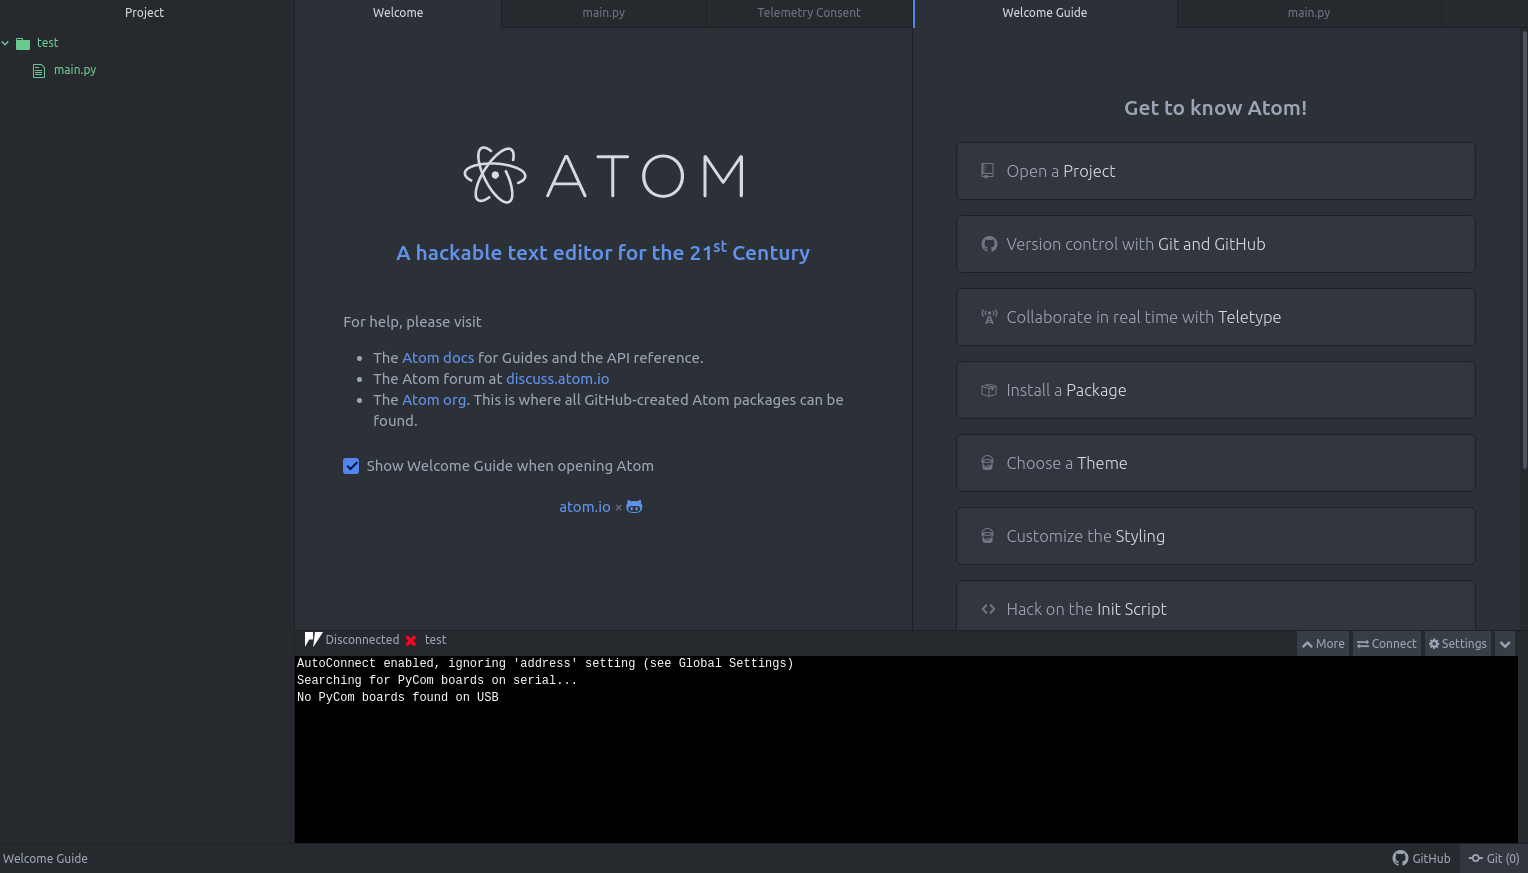 Project
test
main.py
Welcome
main.py
Telemetry Consent
ATOM
A hackable text editor for the 21st Century
For help, please visit
The Atom docs for Guides and the API reference.
The Atom forum at discuss.atom.io
The Atom org. This is where all GitHub-created Atom packages can be
found.
Show Welcome Guide when opening Atom
atom.io ×
Welcome Guide
main.py
Get to know Atom!
Open a Project
Version control with Git and GitHub
Collaborate in real time with Teletype
Install a Package
Choose a Theme
Customize the Styling
Hack on the Init Script
Disconnected test
More Connect Settings
AutoConnect enabled, ignoring 'address' setting (see Global Settings)
Searching for PyCom boards on serial...
No PyCom boards found on USB
Welcome Guide
GitHub Git (0)